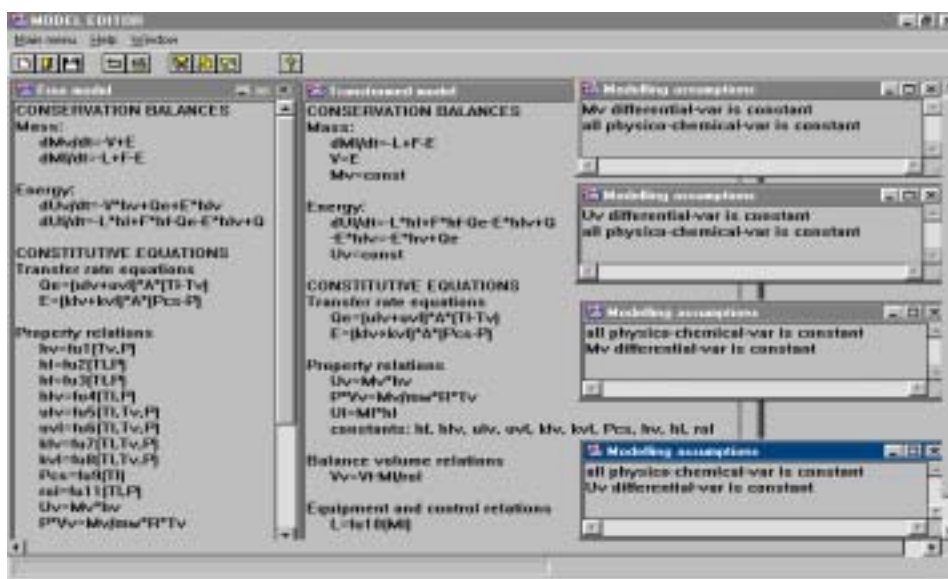 MODEL EDITOR
Main menu Help Window
Free model
CONSERVATION BALANCES
Mass:
dMv/dt=-V+E
dMl/dt=-L+F-E
Energy:
dUv/dt=-V*hv+Qe+E*hlv
dUl/dt=-L*hl+F*hf-Qe-E*hlv+Q
CONSTITUTIVE EQUATIONS
Transfer rate equations
Qe=(ulv+uvl)*A*(Tl-Tv)
E=(klv+kvl)*A*(Pcs-P)
Property relations
hv=fu1(Tv,P)
hl=fu2(Tl,P)
hf=fu3(Tl,P)
hlv=fu4(Tl,P)
ulv=fu5(Tl,Tv,P)
uvl=fu6(Tl,Tv,P)
klv=fu7(Tl,Tv,P)
kvl=fu8(Tl,Tv,P)
Pcs=fu9(Tl)
rol=fu11(Tl,P)
Uv=Mv*hv
P*Vv=Mv/mw*R*Tv
Transformed model
CONSERVATION BALANCES
Mass:
dMl/dt=-L+F-E
V=E
Mv=const
Energy:
dUl/dt=-L*hl+F*hf-Qe-E*hlv+Q
-E*hlv=-E*hv+Qe
Uv=const
CONSTITUTIVE EQUATIONS
Transfer rate equations
Qe=(ulv+uvl)*A*(Tl-Tv)
E=(klv+kvl)*A*(Pcs-P)
Property relations
Uv=Mv*hv
P*Vv=Mv/mw*R*Tv
Ul=Ml*hl
constants: hf, hlv, ulv, uvl, klv, kvl, Pcs, hv, hl, rol
Balance volume relations
Vv=Vt-Ml/rol
Equipment and control relations
L=fu10(Ml)
Modelling assumptions
Mv differential-var is constant
all physico-chemical-var is constant
Modelling assumptions
Uv differential-var is constant
all physico-chemical-var is constant
Modelling assumptions
all physico-chemical-var is constant
Mv differential-var is constant
Modelling assumptions
all physico-chemical-var is constant
Uv differential-var is constant